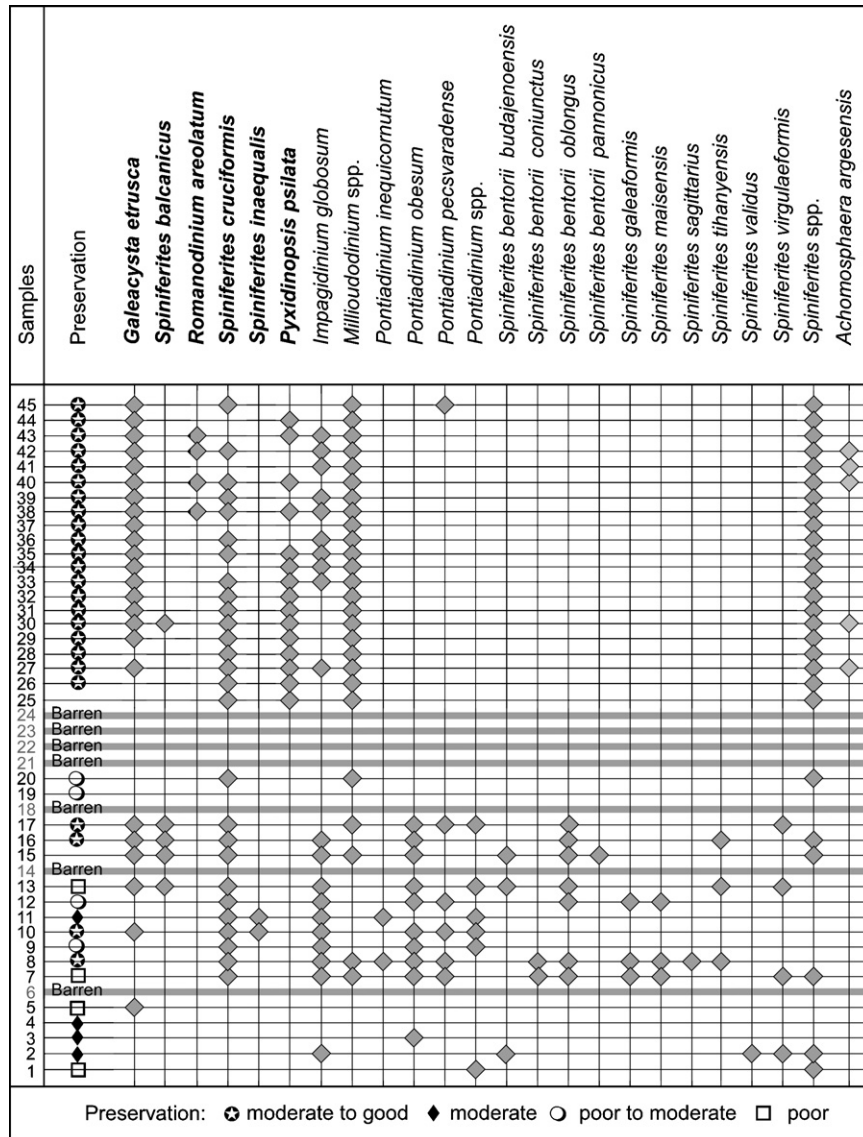 Samples
Preservation
Galeacysta etrusca
Spiniferites balcanicus
Romanodinium areolatum
Spiniferites cruciformis
Spiniferites inaequalis
Pyxidinopsis psilata
Impagidinium globosum
Millioudodinium spp.
Pontiadinium inequicornutum
Pontiadinium obesum
Pontiadinium pecsvaradense
Pontiadinium spp.
Spiniferites bentorii budajenoensis
Spiniferites bentorii coniunctus
Spiniferites bentorii oblongus
Spiniferites bentorii pannonicus
Spiniferites galeaformis
Spiniferites maisensis
Spiniferites sagittarius
Spiniferites tihanyensis
Spiniferites validus
Spiniferites virgulaeformis
Spiniferites spp.
Achomosphaera argesensis
45
44
43
42
41
40
39
38
37
36
35
34
33
32
31
30
29
28
27
26
25
24 Barren
23 Barren
22 Barren
21 Barren
20
19
18 Barren
17
16
15
14 Barren
13
12
11
10
9
8
7
6 Barren
5
4
3
2
1
Preservation: moderate to good moderate poor to moderate poor